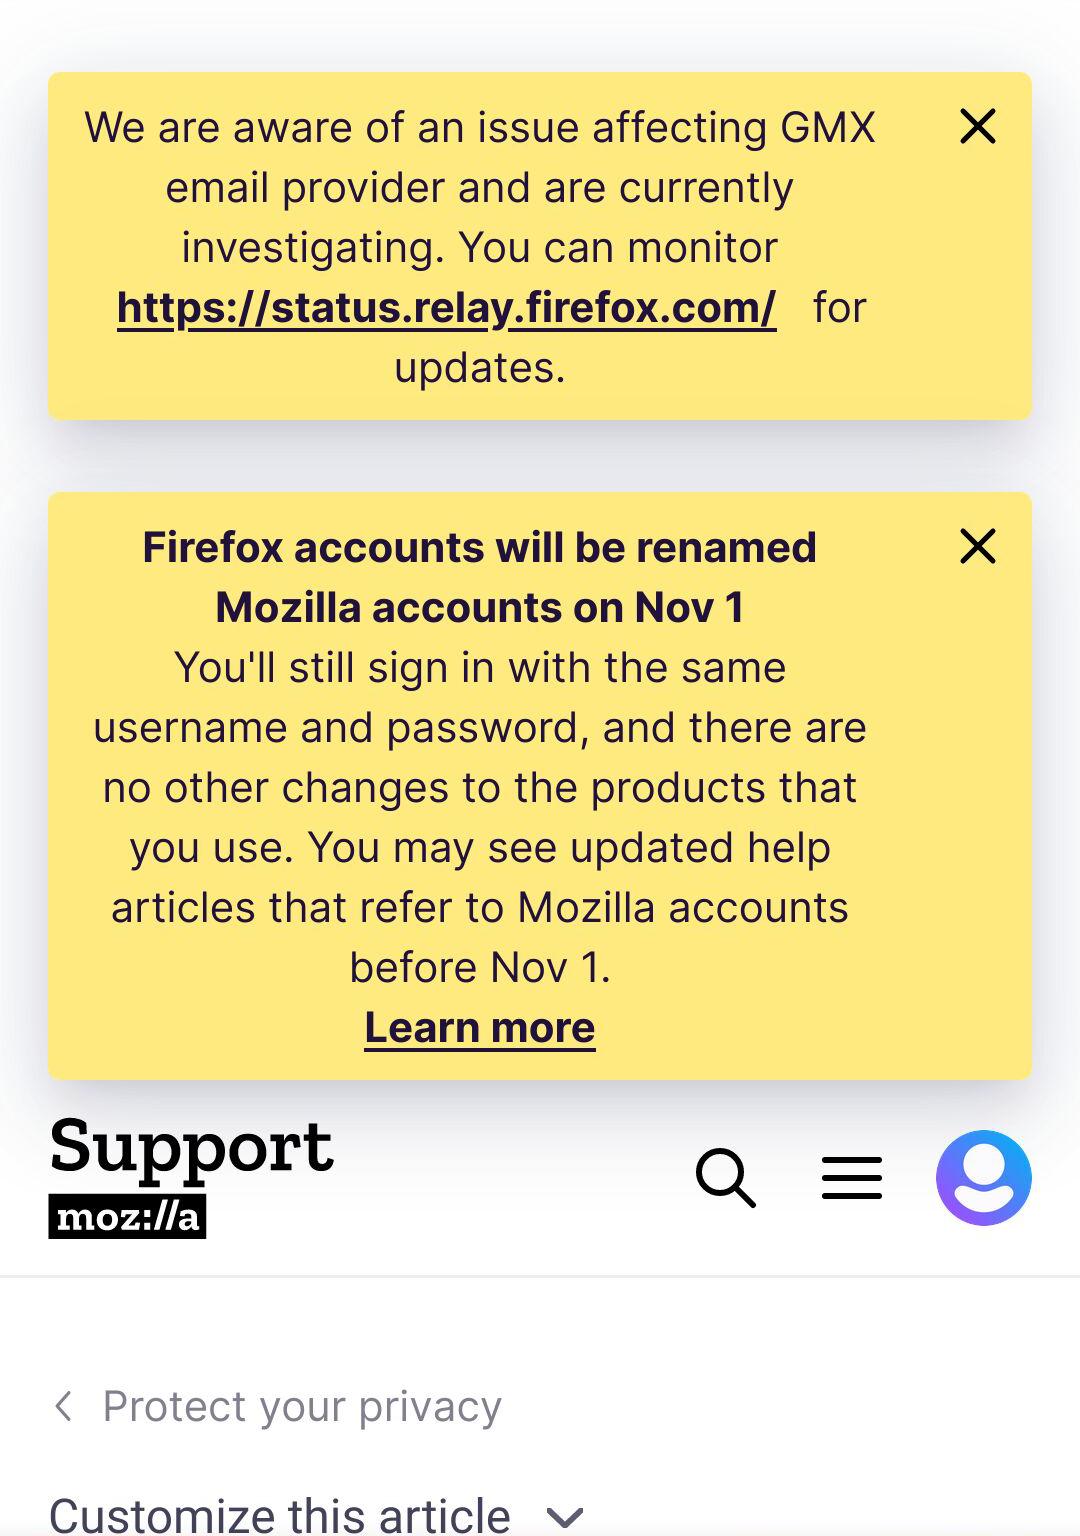 We are aware of an issue affecting GMX
email provider and are currently
investigating. You can monitor
https://status.relay.firefox.com/ for
updates.
Firefox accounts will be renamed
Mozilla accounts on Nov 1
You'll still sign in with the same
username and password, and there are
no other changes to the products that
you use. You may see updated help
articles that refer to Mozilla accounts
before Nov 1.
Learn more
Support
moz://a
Protect your privacy
Customize this article